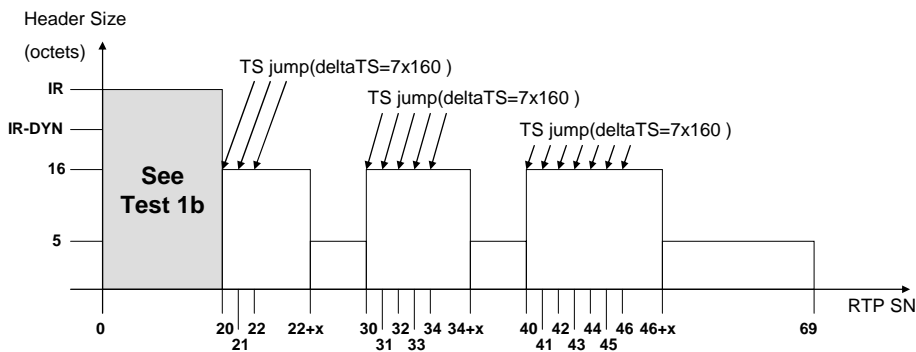 Header Size
(octets)
TS jump(deltaTS=7x160 )
IR
TS jump(deltaTS=7x160 )
IR-DYN
TS jump(deltaTS=7x160 )
16
See
Test 1b
5
RTP SN
0 20 22 22+x 30 32 34 34+x 40 42 44 46 46+x 69
21 31 33 41 43 45